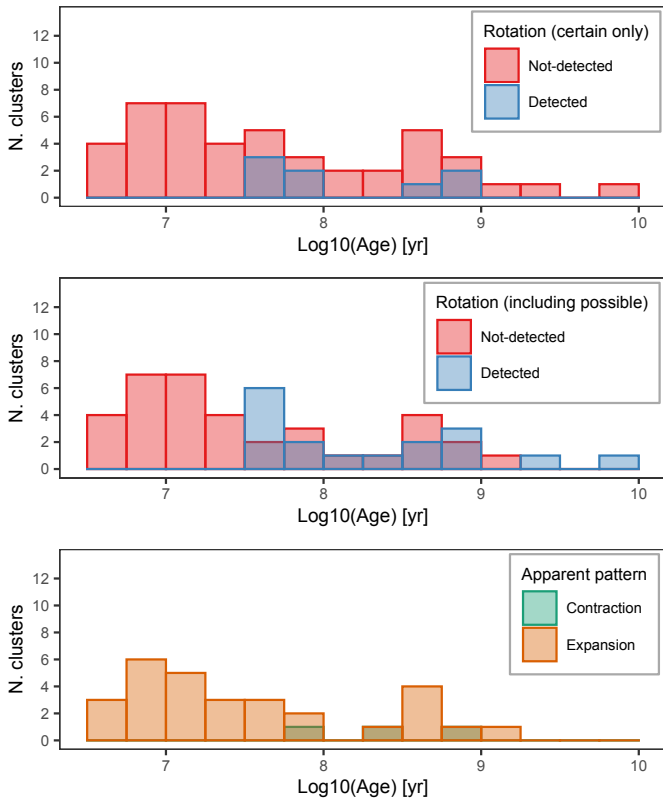 12
10
8
6
4
2
0
N. clusters
Rotation (certain only)
Not-detected
Detected
7
8
9
10
Log10(Age) [yr]
12
10
8
6
4
2
0
N. clusters
Rotation (including possible)
Not-detected
Detected
7
8
9
10
Log10(Age) [yr]
12
10
8
6
4
2
0
N. clusters
Apparent pattern
Contraction
Expansion
7
8
9
10
Log10(Age) [yr]